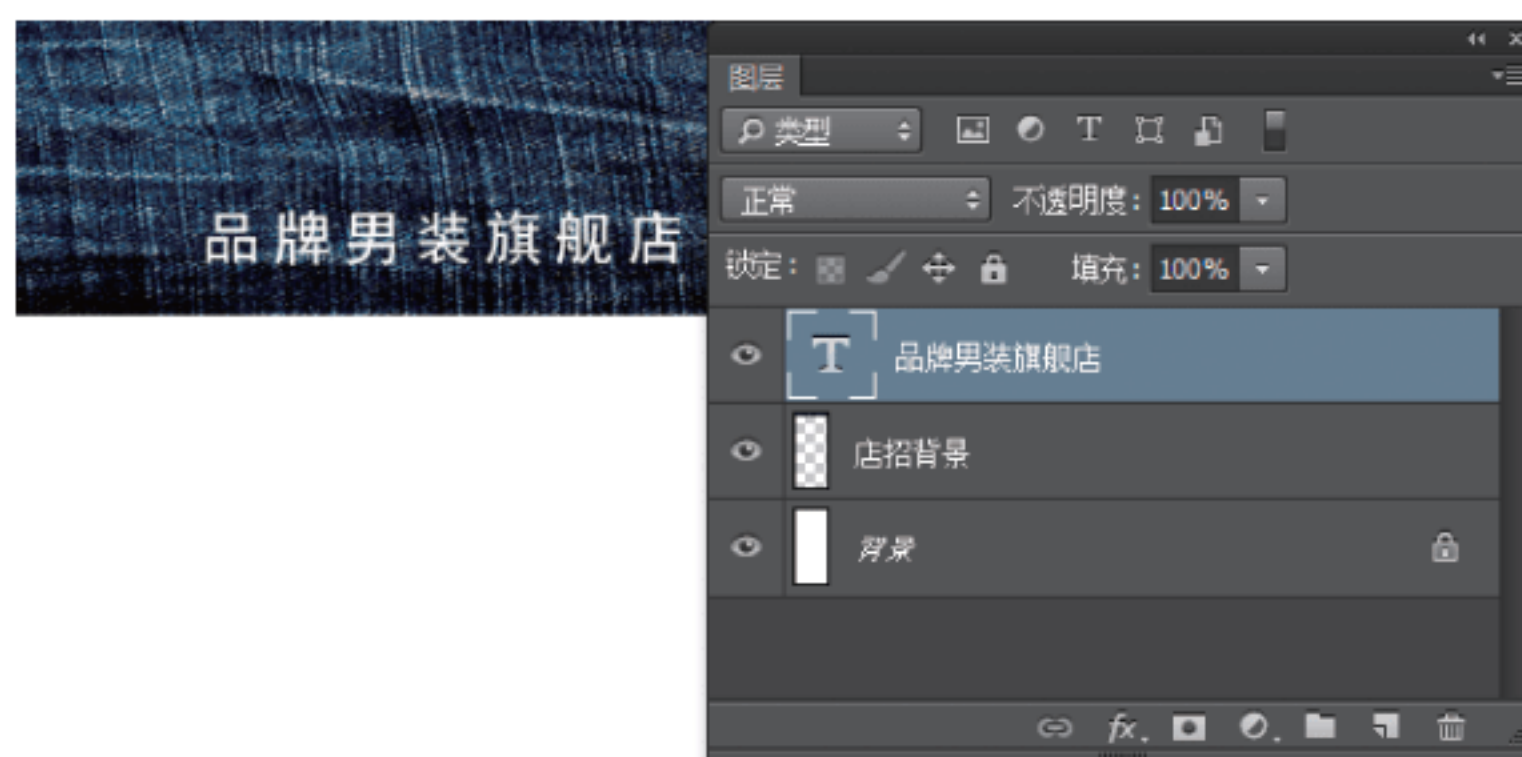 品牌男装旗舰店
图层
类型 T
正常 不透明度: 100%
锁定: 填充: 100%
T 品牌男装旗舰店
店招背景
背景
fx.